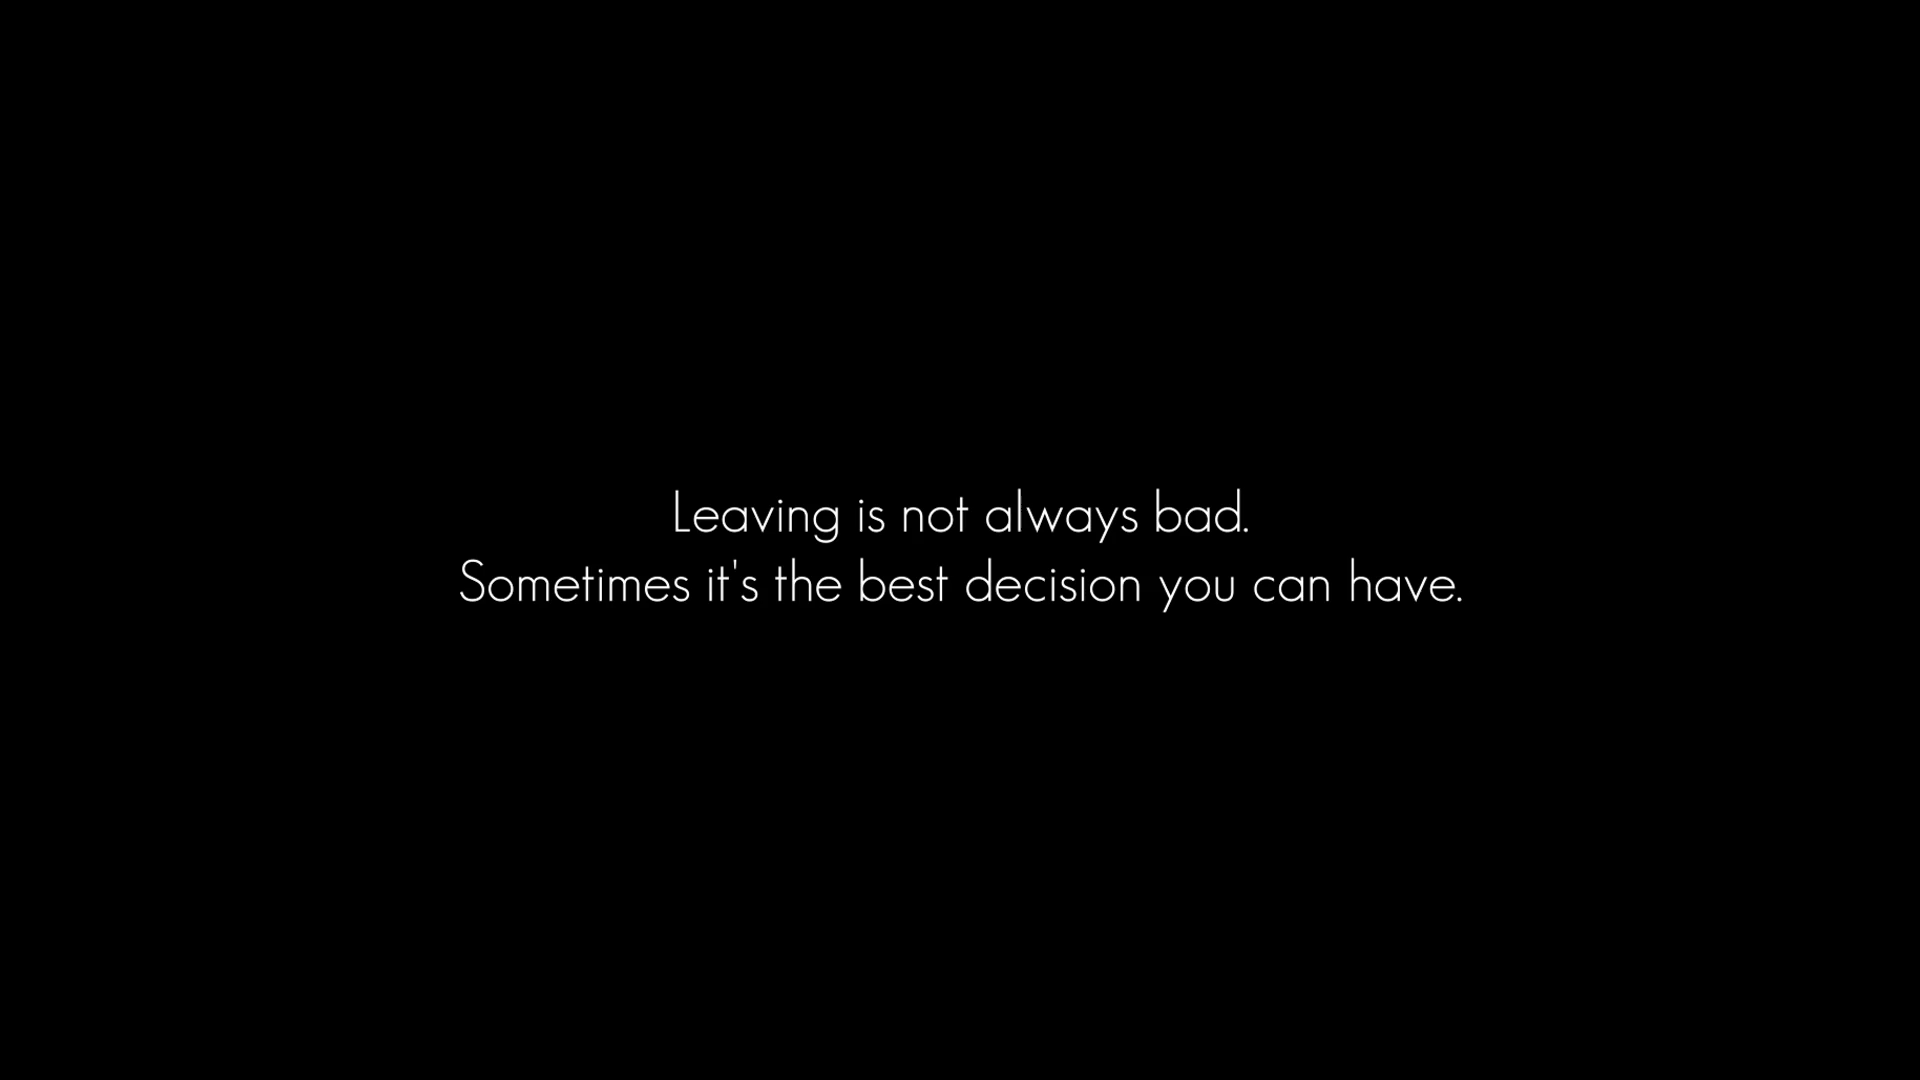 Leaving is not always bad.
Sometimes it's the best decision you can have.